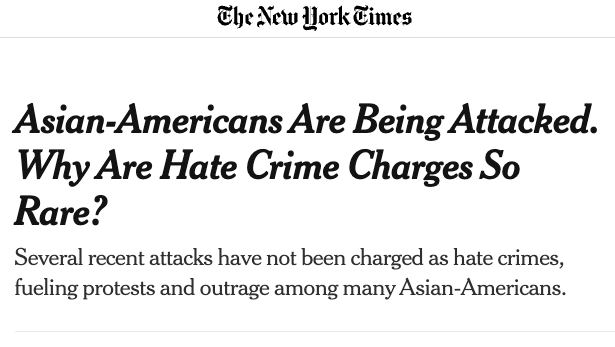 The New York Times
Asian-Americans Are Being Attacked.
Why Are Hate Crime Charges So
Rare?
Several recent attacks have not been charged as hate crimes,
fueling protests and outrage among many Asian-Americans.